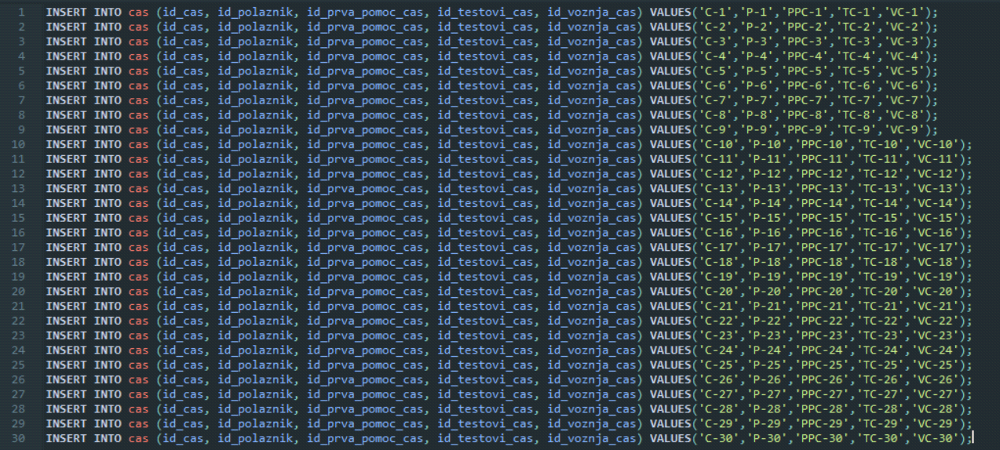 1 INSERT INTO cas (id_cas, id_polaznik, id_prva_pomoc_cas, id_testovi_cas, id_voznja_cas) VALUES('C-1','P-1','PPC-1','TC-1','VC-1');
2 INSERT INTO cas (id_cas, id_polaznik, id_prva_pomoc_cas, id_testovi_cas, id_voznja_cas) VALUES('C-2','P-2','PPC-2','TC-2','VC-2');
3 INSERT INTO cas (id_cas, id_polaznik, id_prva_pomoc_cas, id_testovi_cas, id_voznja_cas) VALUES('C-3','P-3','PPC-3','TC-3','VC-3');
4 INSERT INTO cas (id_cas, id_polaznik, id_prva_pomoc_cas, id_testovi_cas, id_voznja_cas) VALUES('C-4','P-4','PPC-4','TC-4','VC-4');
5 INSERT INTO cas (id_cas, id_polaznik, id_prva_pomoc_cas, id_testovi_cas, id_voznja_cas) VALUES('C-5','P-5','PPC-5','TC-5','VC-5');
6 INSERT INTO cas (id_cas, id_polaznik, id_prva_pomoc_cas, id_testovi_cas, id_voznja_cas) VALUES('C-6','P-6','PPC-6','TC-6','VC-6');
7 INSERT INTO cas (id_cas, id_polaznik, id_prva_pomoc_cas, id_testovi_cas, id_voznja_cas) VALUES('C-7','P-7','PPC-7','TC-7','VC-7');
8 INSERT INTO cas (id_cas, id_polaznik, id_prva_pomoc_cas, id_testovi_cas, id_voznja_cas) VALUES('C-8','P-8','PPC-8','TC-8','VC-8');
9 INSERT INTO cas (id_cas, id_polaznik, id_prva_pomoc_cas, id_testovi_cas, id_voznja_cas) VALUES('C-9','P-9','PPC-9','TC-9','VC-9');
10 INSERT INTO cas (id_cas, id_polaznik, id_prva_pomoc_cas, id_testovi_cas, id_voznja_cas) VALUES('C-10','P-10','PPC-10','TC-10','VC-10');
11 INSERT INTO cas (id_cas, id_polaznik, id_prva_pomoc_cas, id_testovi_cas, id_voznja_cas) VALUES('C-11','P-11','PPC-11','TC-11','VC-11');
12 INSERT INTO cas (id_cas, id_polaznik, id_prva_pomoc_cas, id_testovi_cas, id_voznja_cas) VALUES('C-12','P-12','PPC-12','TC-12','VC-12');
13 INSERT INTO cas (id_cas, id_polaznik, id_prva_pomoc_cas, id_testovi_cas, id_voznja_cas) VALUES('C-13','P-13','PPC-13','TC-13','VC-13');
14 INSERT INTO cas (id_cas, id_polaznik, id_prva_pomoc_cas, id_testovi_cas, id_voznja_cas) VALUES('C-14','P-14','PPC-14','TC-14','VC-14');
15 INSERT INTO cas (id_cas, id_polaznik, id_prva_pomoc_cas, id_testovi_cas, id_voznja_cas) VALUES('C-15','P-15','PPC-15','TC-15','VC-15');
16 INSERT INTO cas (id_cas, id_polaznik, id_prva_pomoc_cas, id_testovi_cas, id_voznja_cas) VALUES('C-16','P-16','PPC-16','TC-16','VC-16');
17 INSERT INTO cas (id_cas, id_polaznik, id_prva_pomoc_cas, id_testovi_cas, id_voznja_cas) VALUES('C-17','P-17','PPC-17','TC-17','VC-17');
18 INSERT INTO cas (id_cas, id_polaznik, id_prva_pomoc_cas, id_testovi_cas, id_voznja_cas) VALUES('C-18','P-18','PPC-18','TC-18','VC-18');
19 INSERT INTO cas (id_cas, id_polaznik, id_prva_pomoc_cas, id_testovi_cas, id_voznja_cas) VALUES('C-19','P-19','PPC-19','TC-19','VC-19');
20 INSERT INTO cas (id_cas, id_polaznik, id_prva_pomoc_cas, id_testovi_cas, id_voznja_cas) VALUES('C-20','P-20','PPC-20','TC-20','VC-20');
21 INSERT INTO cas (id_cas, id_polaznik, id_prva_pomoc_cas, id_testovi_cas, id_voznja_cas) VALUES('C-21','P-21','PPC-21','TC-21','VC-21');
22 INSERT INTO cas (id_cas, id_polaznik, id_prva_pomoc_cas, id_testovi_cas, id_voznja_cas) VALUES('C-22','P-22','PPC-22','TC-22','VC-22');
23 INSERT INTO cas (id_cas, id_polaznik, id_prva_pomoc_cas, id_testovi_cas, id_voznja_cas) VALUES('C-23','P-23','PPC-23','TC-23','VC-23');
24 INSERT INTO cas (id_cas, id_polaznik, id_prva_pomoc_cas, id_testovi_cas, id_voznja_cas) VALUES('C-24','P-24','PPC-24','TC-24','VC-24');
25 INSERT INTO cas (id_cas, id_polaznik, id_prva_pomoc_cas, id_testovi_cas, id_voznja_cas) VALUES('C-25','P-25','PPC-25','TC-25','VC-25');
26 INSERT INTO cas (id_cas, id_polaznik, id_prva_pomoc_cas, id_testovi_cas, id_voznja_cas) VALUES('C-26','P-26','PPC-26','TC-26','VC-26');
27 INSERT INTO cas (id_cas, id_polaznik, id_prva_pomoc_cas, id_testovi_cas, id_voznja_cas) VALUES('C-27','P-27','PPC-27','TC-27','VC-27');
28 INSERT INTO cas (id_cas, id_polaznik, id_prva_pomoc_cas, id_testovi_cas, id_voznja_cas) VALUES('C-28','P-28','PPC-28','TC-28','VC-28');
29 INSERT INTO cas (id_cas, id_polaznik, id_prva_pomoc_cas, id_testovi_cas, id_voznja_cas) VALUES('C-29','P-29','PPC-29','TC-29','VC-29');
30 INSERT INTO cas (id_cas, id_polaznik, id_prva_pomoc_cas, id_testovi_cas, id_voznja_cas) VALUES('C-30','P-30','PPC-30','TC-30','VC-30');